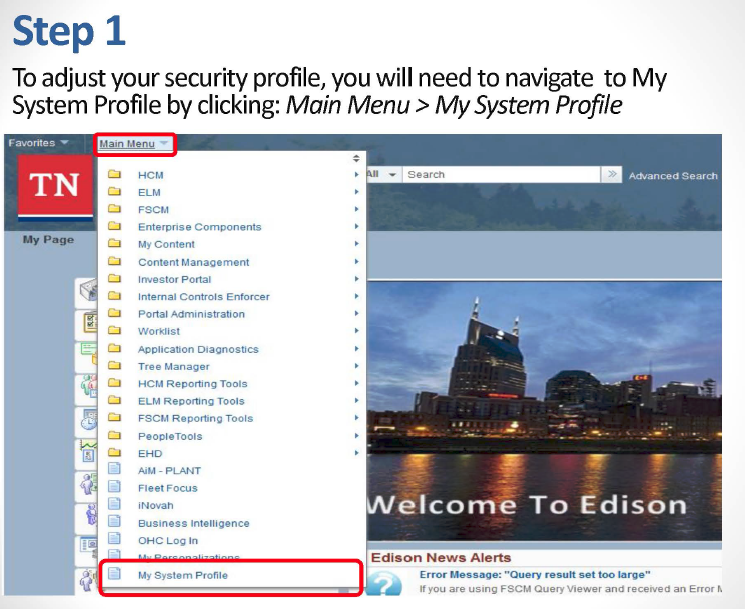 Step 1
To adjust your security profile, you will need to navigate to My
System Profile by clicking: Main Menu > My System Profile
Favorites
Main Menu
All
Search
Advanced Search
TN
My Page
HCM
ELM
FSCM
Enterprise Components
My Content
Content Management
Investor Portal
Internal Controls Enforcer
Portal Administration
Worklist
Application Diagnostics
Tree Manager
HCM Reporting Tools
ELM Reporting Tools
FSCM Reporting Tools
PeopleTools
EHD
AiM - PLANT
Fleet Focus
iNovah
Business Intelligence
OHC Log In
My Personalizations
My System Profile
Welcome To Edison
Edison News Alerts
Error Message: "Query result set too large"
If you are using FSCM Query Viewer and received an Error M